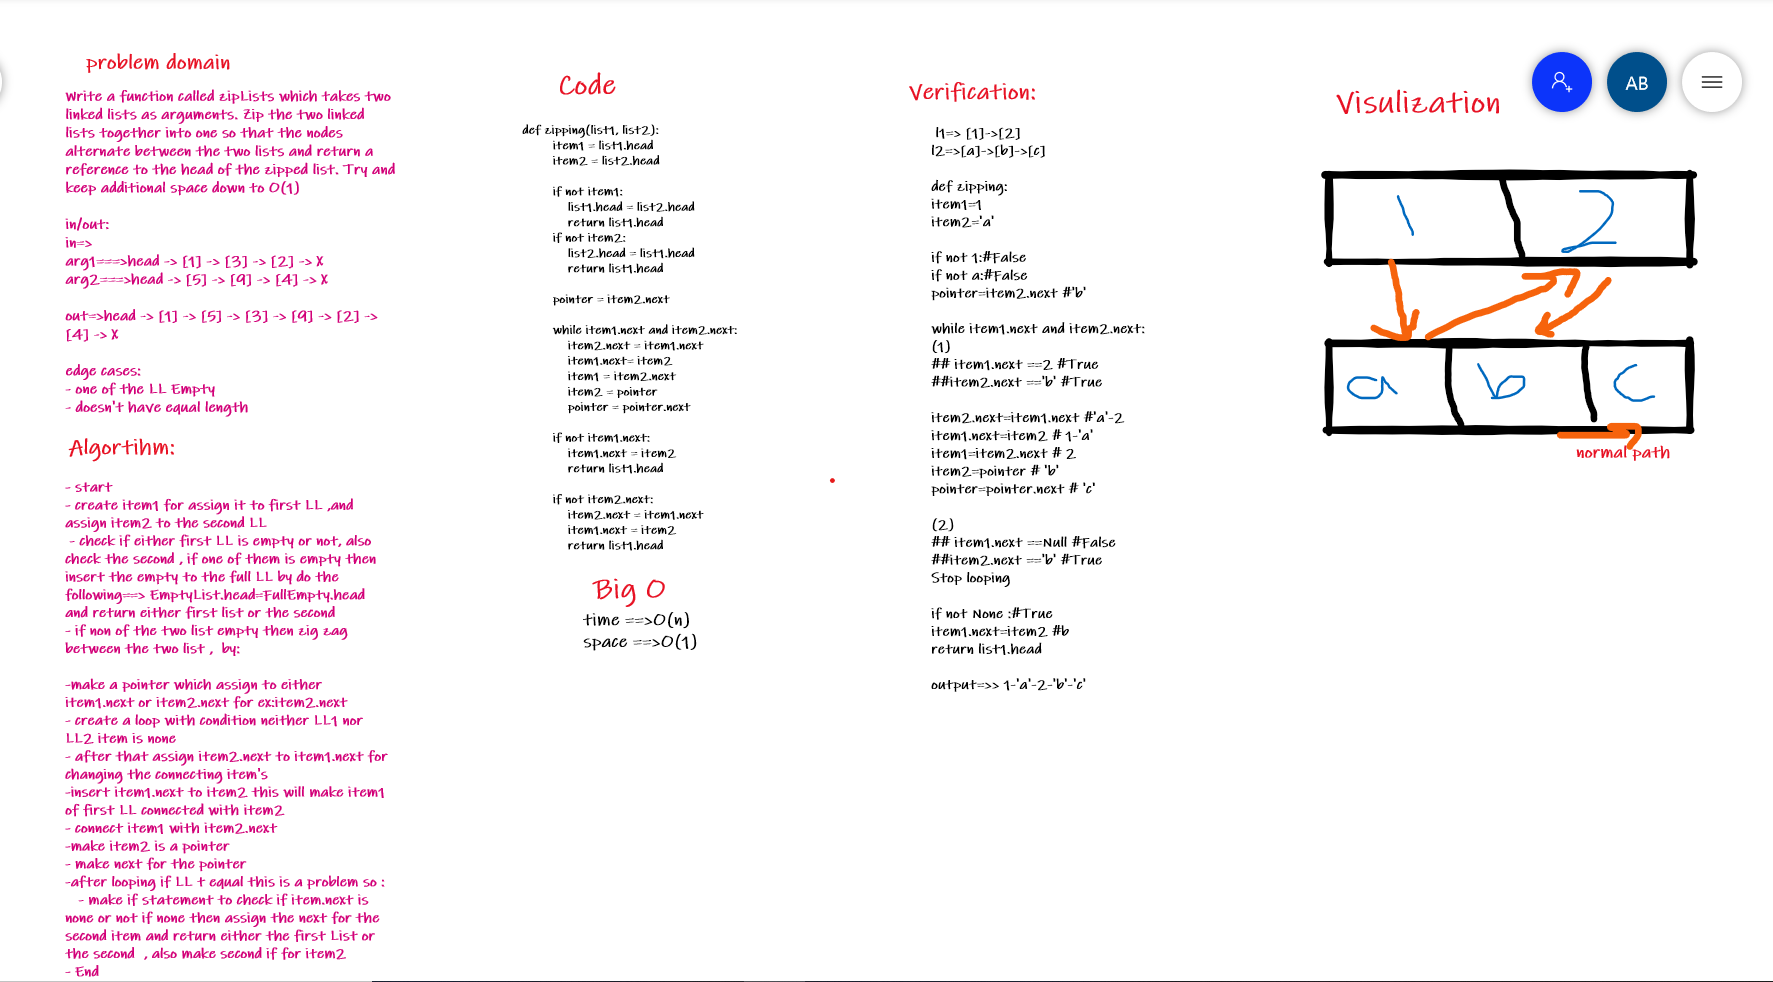 problem domain
Write a function called zipLists which takes two
linked lists as arguments. Zip the two linked
lists together into one so that the nodes
alternate between the two lists and return a
reference to the head of the zipped list. Try and
keep additional space down to O(1)
in/out:
in=>
arg1===>head -> [1] -> [3] -> [2] -> X
arg2===>head -> [5] -> [9] -> [4] -> X
out=>head -> [1] -> [5] -> [3] -> [9] -> [2] ->
[4] -> X
edge cases:
- one of the LL Empty
- doesn't have equal length
Algortihm:
- start
- create item1 for assign it to first LL ,and
assign item2 to the second LL
- check if either first LL is empty or not, also
check the second , if one of them is empty then
insert the empty to the full LL by do the
following==> EmptyList.head=FullEmpty.head
and return either first list or the second
- if non of the two list empty then zig zag
between the two list , by:
-make a pointer which assign to either
item1.next or item2.next for ex:item2.next
- create a loop with condition neither LL1 nor
LL2 item is none
- after that assign item2.next to item1.next for
changing the connecting item's
-insert item1.next to item2 this will make item1
of first LL connected with item2
- connect item1 with item2.next
-make item2 is a pointer
- make next for the pointer
-after looping if LL t equal this is a problem so :
- make if statement to check if item.next is
none or not if none then assign the next for the
second item and return either the first List or
the second , also make second if for item2
- End
Code
def zipping(list1, list2):
item1 = list1.head
item2 = list2.head
if not item1:
list1.head = list2.head
return list1.head
if not item2:
list2.head = list1.head
return list1.head
pointer = item2.next
while item1.next and item2.next:
item2.next = item1.next
item1.next= item2
item1 = item2.next
item2 = pointer
pointer = pointer.next
if not item1.next:
item1.next = item2
return list1.head
if not item2.next:
item2.next = item1.next
item1.next = item2
return list1.head
Big O
time ==>O(n)
space ==>O(1)
Verification:
l1=> [1]->[2]
l2=>[a]->[b]->[c]
def zipping:
item1=1
item2='a'
if not 1:#False
if not a:#False
pointer=item2.next #'b'
while item1.next and item2.next:
(1)
## item1.next ==2 #True
##item2.next =='b' #True
item2.next=item1.next #'a'-2
item1.next=item2 # 1-'a'
item1=item2.next # 2
item2=pointer # 'b'
pointer=pointer.next # 'c'
(2)
## item1.next ==Null #False
##item2.next =='b' #True
Stop looping
if not None :#True
item1.next=item2 #b
return list1.head
output=>> 1-'a'-2-'b'-'c'
AB
Visulization
1 2
a b c
normal path